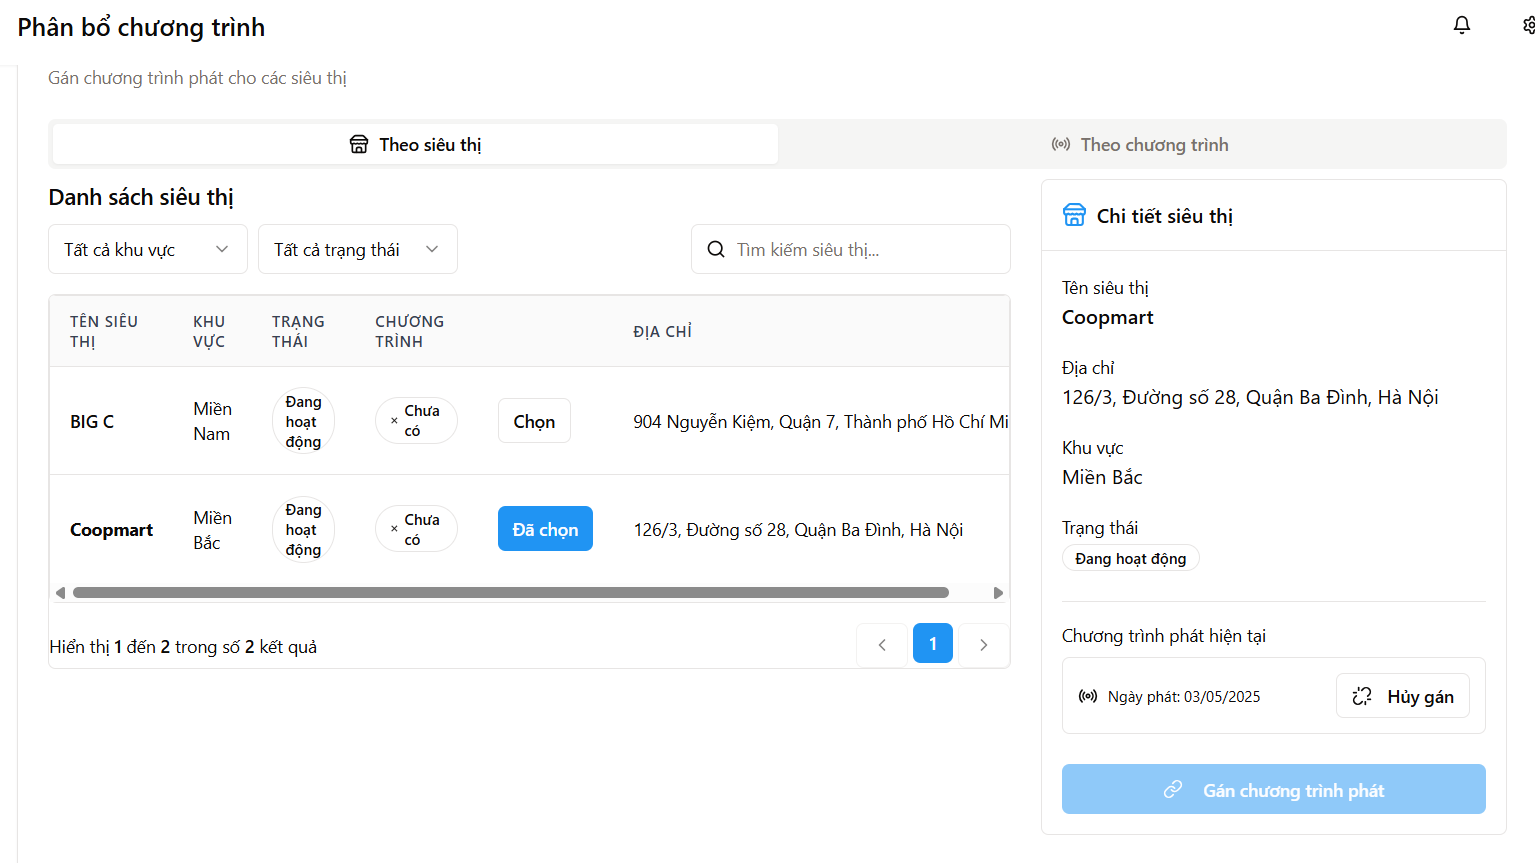 Phân bổ chương trình
Gán chương trình phát cho các siêu thị
Theo siêu thị
Theo chương trình
Danh sách siêu thị
Tất cả khu vực
Tất cả trạng thái
Tìm kiếm siêu thị...
TÊN SIÊU
THỊ
KHU
VỰC
TRẠNG
THÁI
CHƯƠNG
TRÌNH
ĐỊA CHỈ
BIG C
Miền
Nam
Đang
hoạt
động
× Chưa
có
Chọn
904 Nguyễn Kiệm, Quận 7, Thành phố Hồ Chí Mi
Coopmart
Miền
Bắc
Đang
hoạt
động
× Chưa
có
Đã chọn
126/3, Đường số 28, Quận Ba Đình, Hà Nội
Hiển thị 1 đến 2 trong số 2 kết quả
1
Chi tiết siêu thị
Tên siêu thị
Coopmart
Địa chỉ
126/3, Đường số 28, Quận Ba Đình, Hà Nội
Khu vực
Miền Bắc
Trạng thái
Đang hoạt động
Chương trình phát hiện tại
Ngày phát: 03/05/2025
Hủy gán
Gán chương trình phát